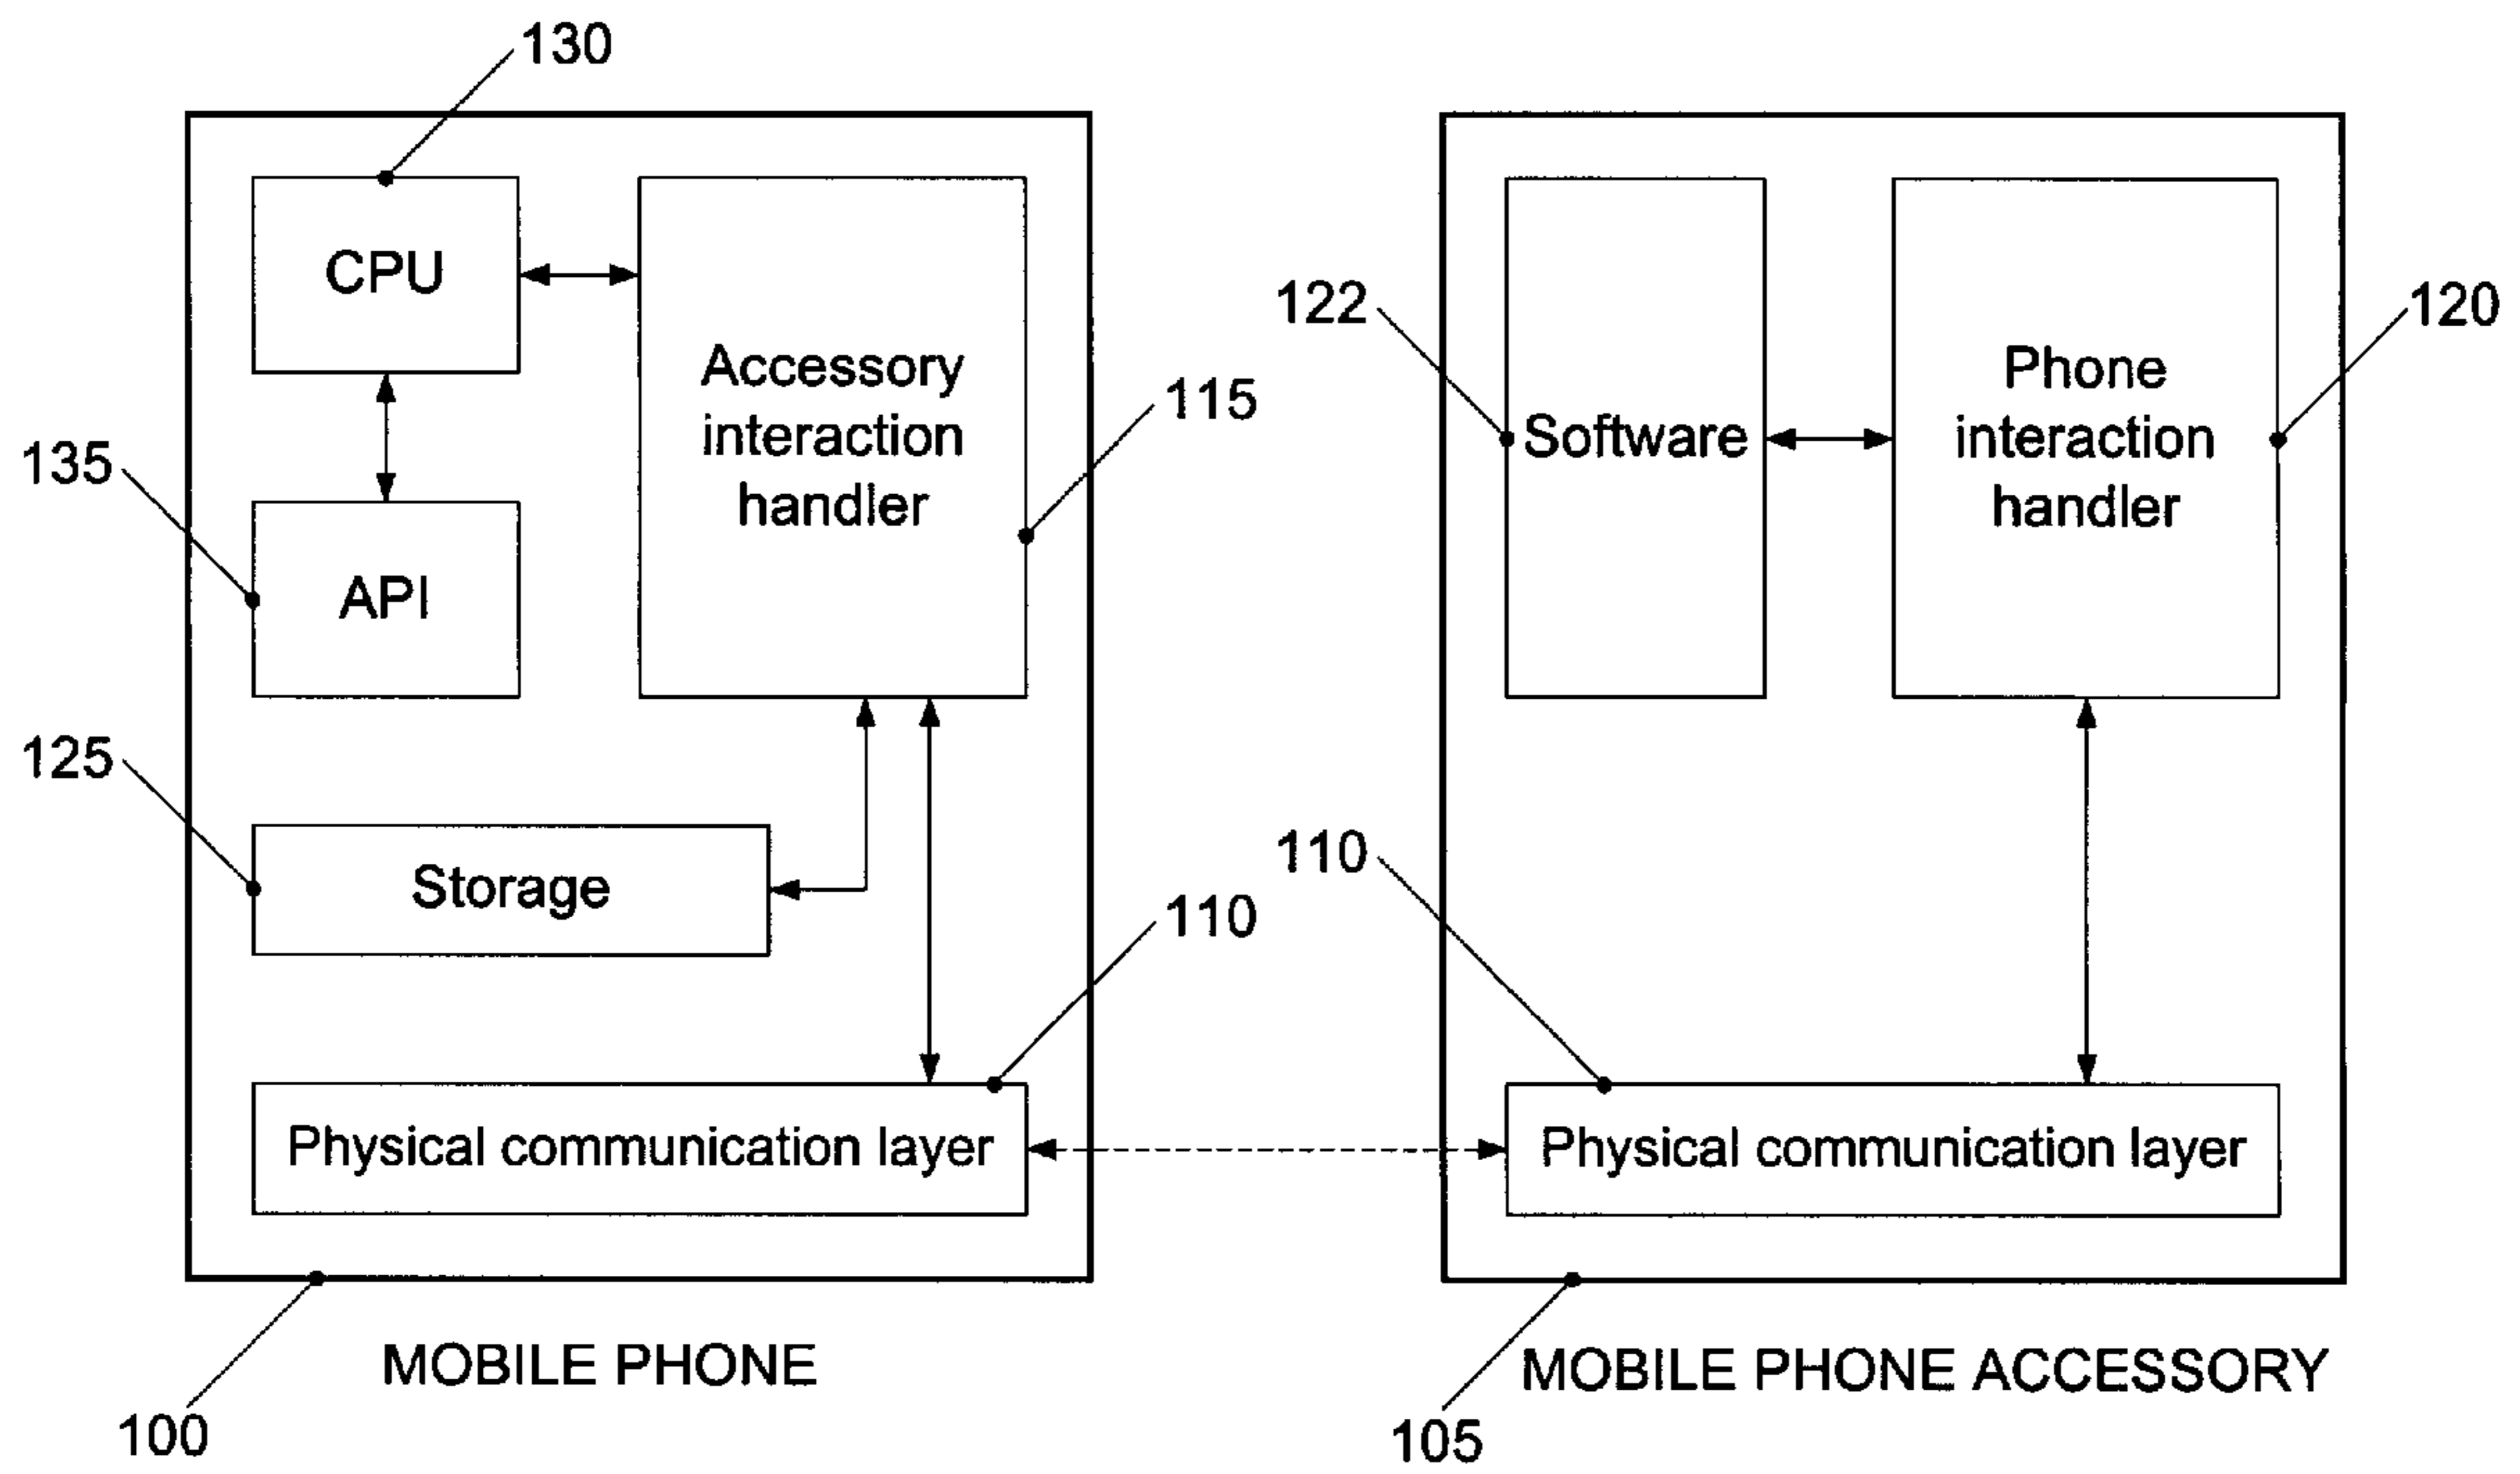 130
CPU
Accessory
interaction
handler
115
135
API
125
Storage
110
Physical communication layer
MOBILE PHONE
100
122
Software
Phone
interaction
handler
120
110
Physical communication layer
MOBILE PHONE ACCESSORY
105